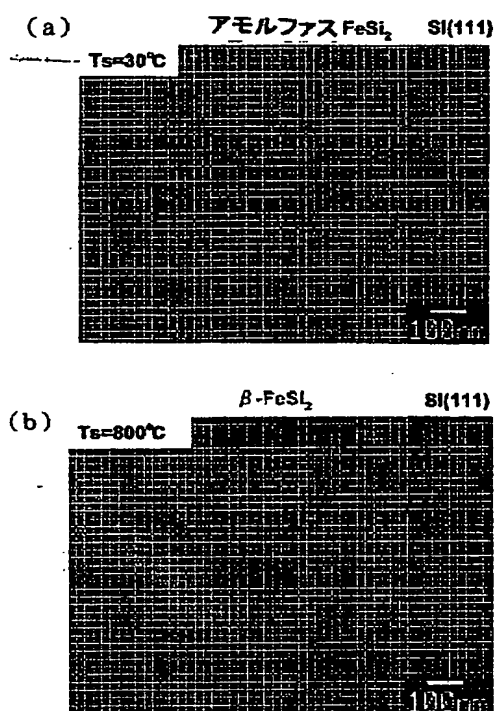 (a) アモルファス FeSi₂ Si(111)
Ts=30℃
100nm
β-FeSi₂ Si(111)
(b) Ts=800℃
100nm